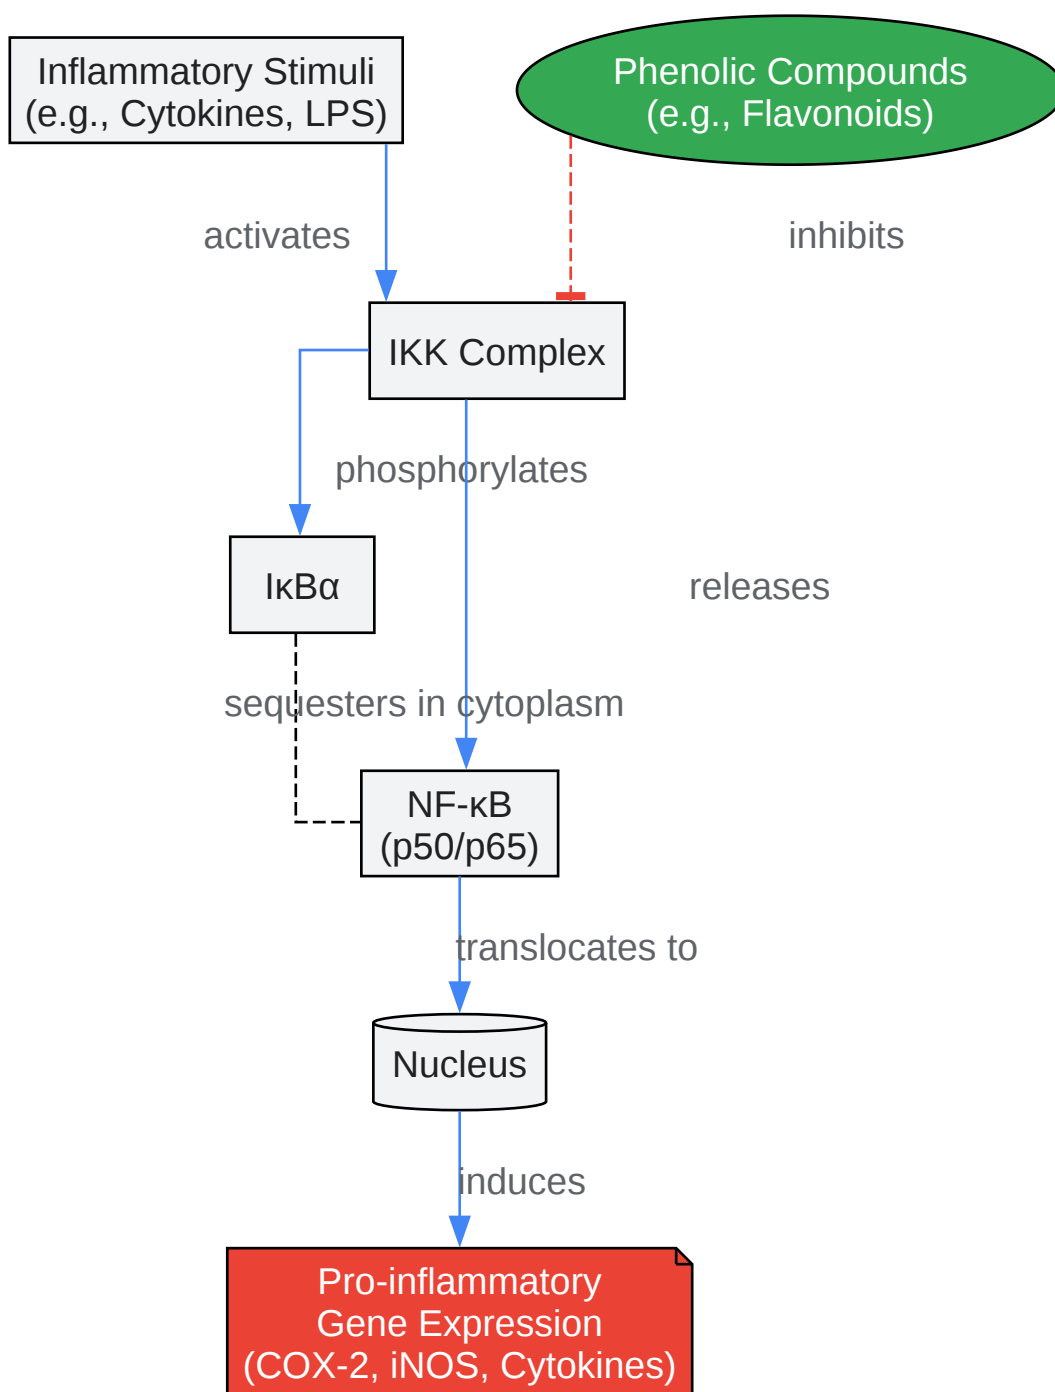 Inflammatory Stimuli
(e.g., Cytokines, LPS)
Phenolic Compounds
(e.g., Flavonoids)
activates
inhibits
IKK Complex
phosphorylates
IκBα
releases
sequesters in cytoplasm
NF-κB
(p50/p65)
translocates to
Nucleus
induces
Pro-inflammatory
Gene Expression
(COX-2, iNOS, Cytokines)